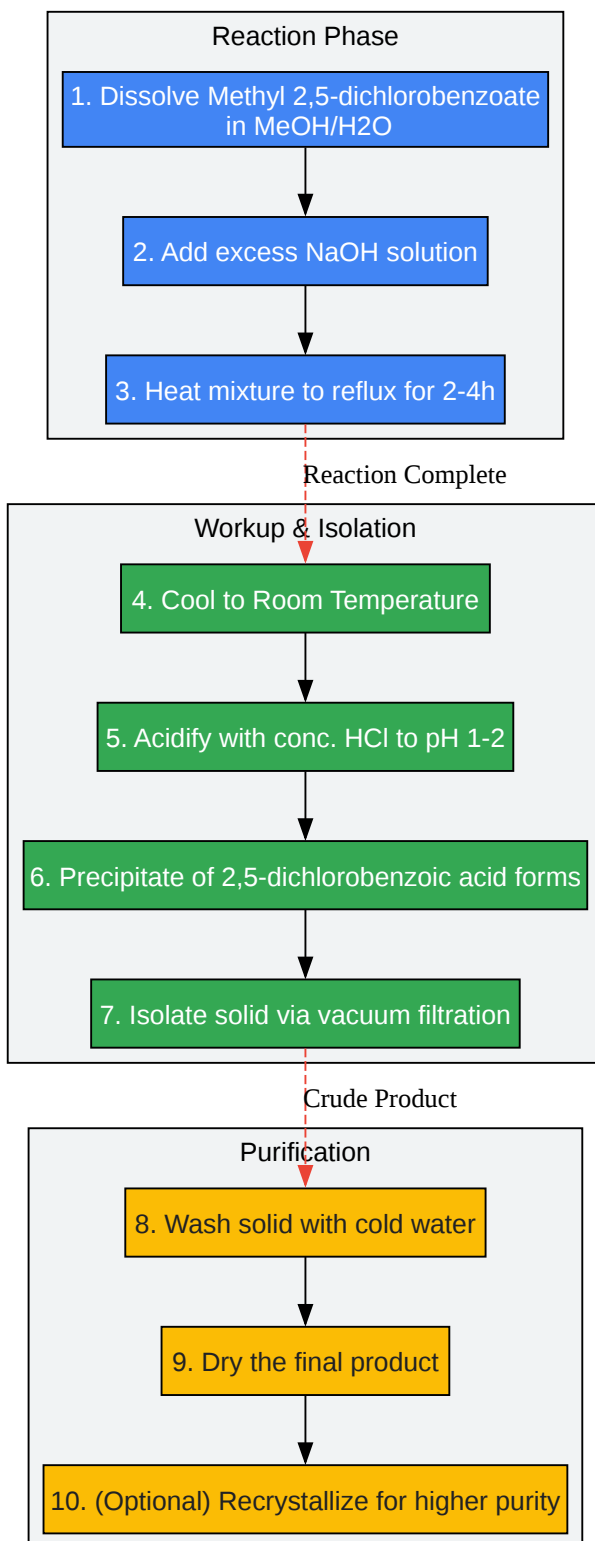 Reaction Phase
1. Dissolve Methyl 2,5-dichlorobenzoate
in MeOH/H2O
2. Add excess NaOH solution
3. Heat mixture to reflux for 2-4h
Reaction Complete
Workup & Isolation
4. Cool to Room Temperature
5. Acidify with conc. HCl to pH 1-2
6. Precipitate of 2,5-dichlorobenzoic acid forms
7. Isolate solid via vacuum filtration
Crude Product
Purification
8. Wash solid with cold water
9. Dry the final product
10. (Optional) Recrystallize for higher purity